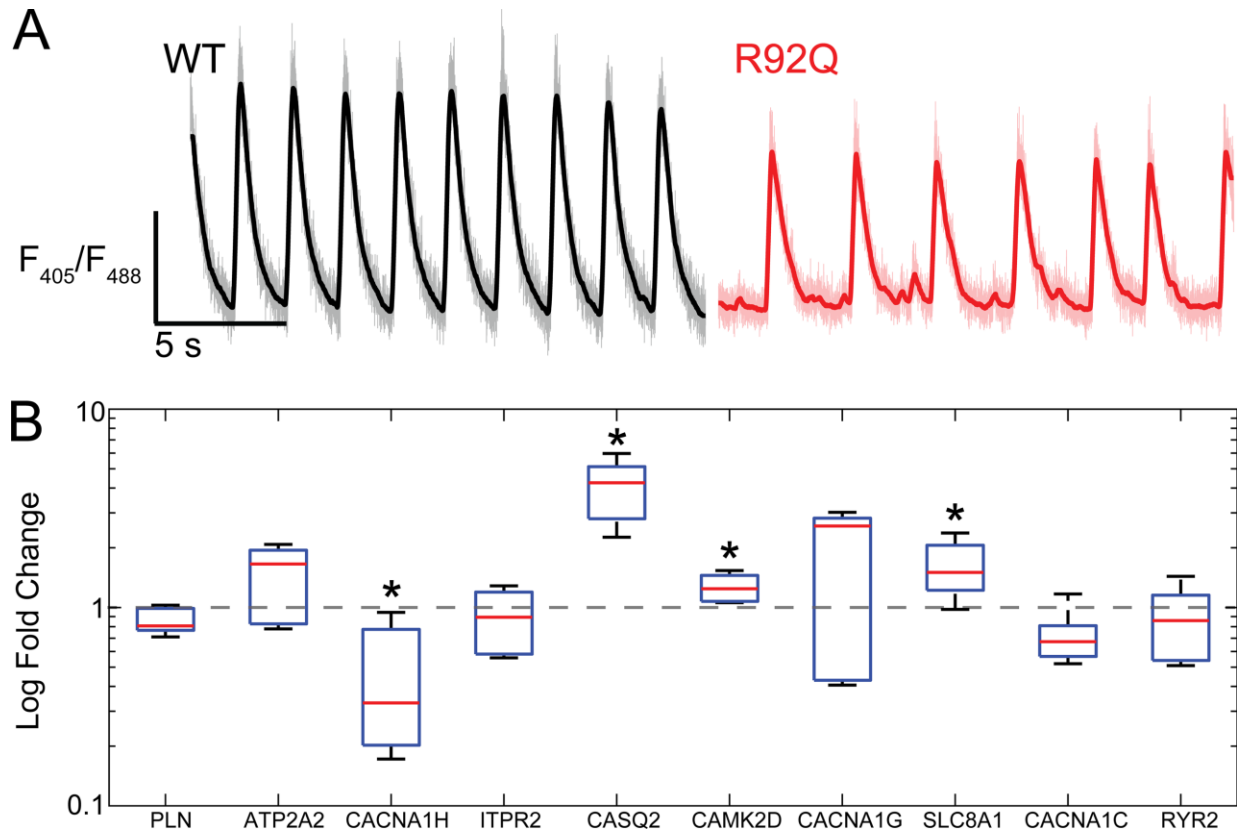 A
WT
R92Q
F405/F488
5 s
B
Log Fold Change
10
1
0.1
* * * *
PLN ATP2A2 CACNA1H ITPR2 CASQ2 CAMK2D CACNA1G SLC8A1 CACNA1C RYR2